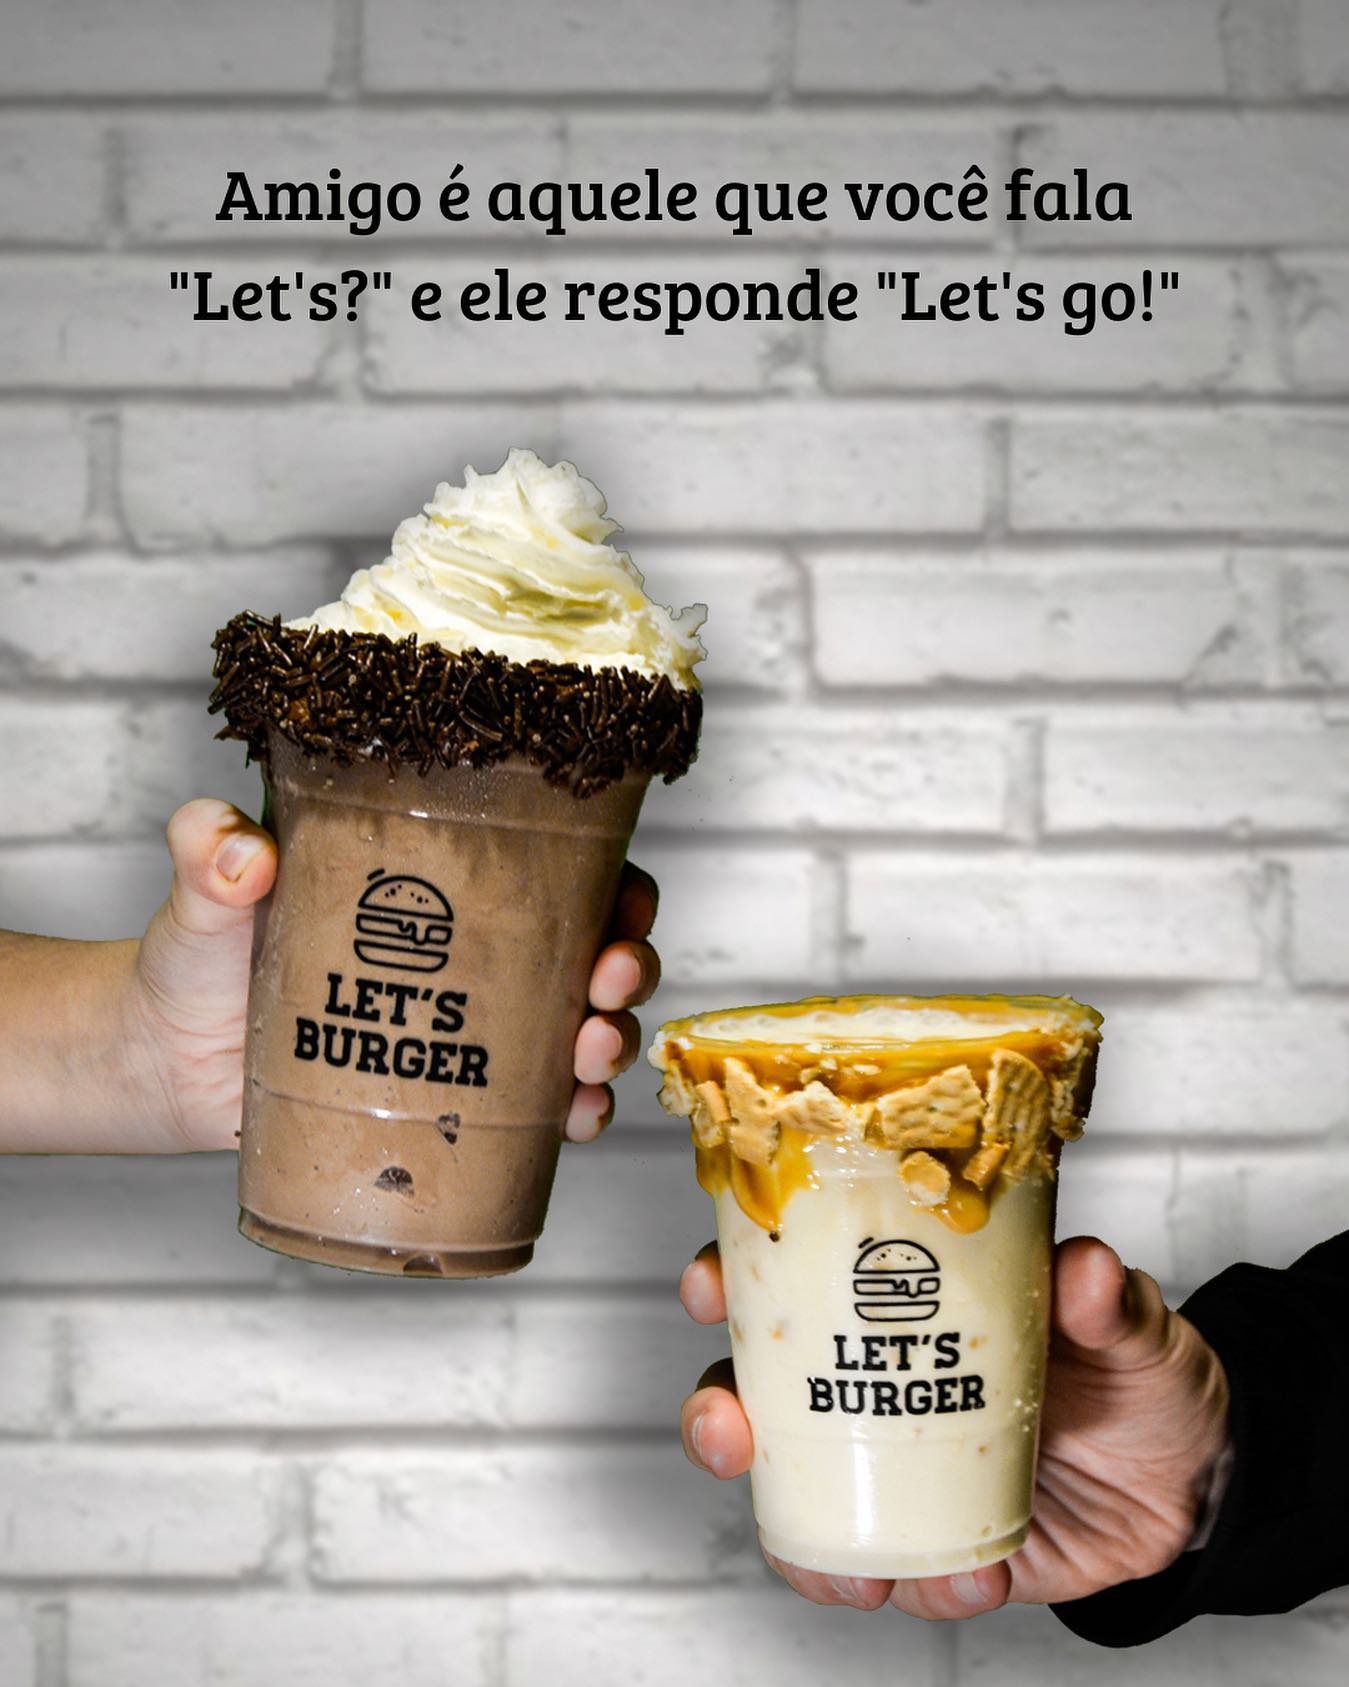 Amigo é aquele que você fala
"Let's?" e ele responde "Let's go!"
LET'S
BURGER
LET'S
BURGER